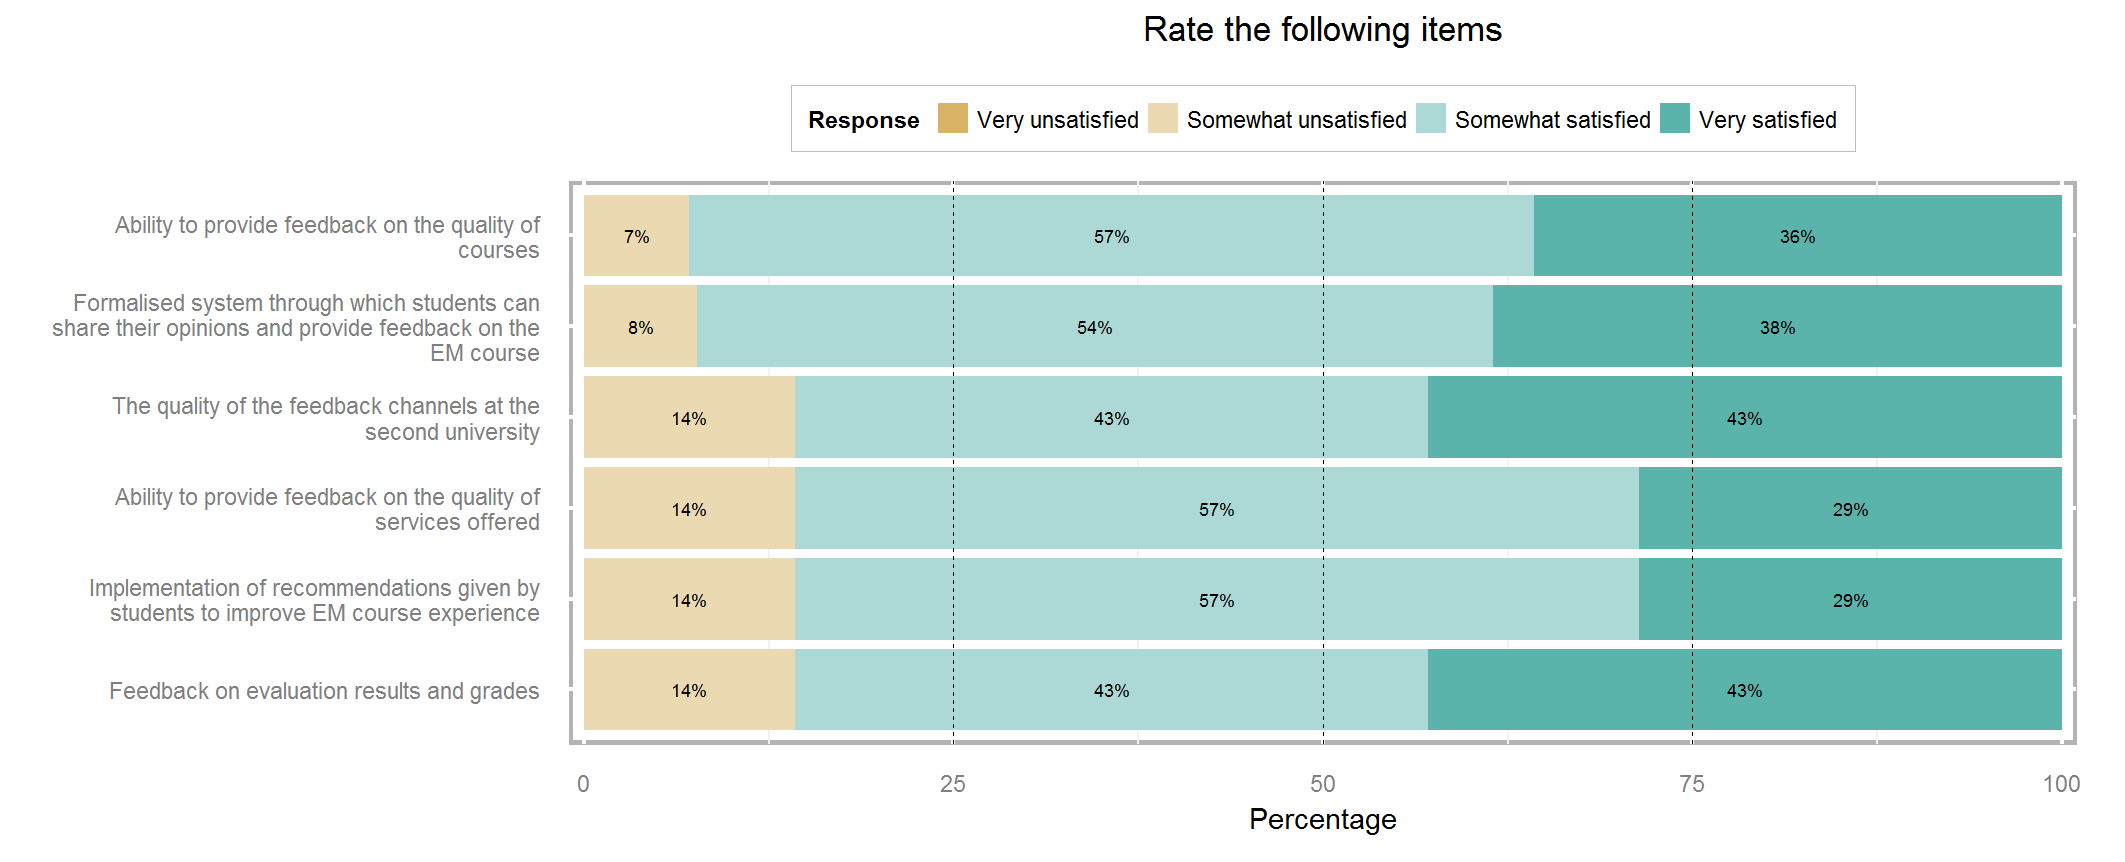 Rate the following items
Response Very unsatisfied Somewhat unsatisfied Somewhat satisfied Very satisfied
Ability to provide feedback on the quality of
courses
7% 57% 36%
Formalised system through which students can
share their opinions and provide feedback on the
EM course
8% 54% 38%
The quality of the feedback channels at the
second university
14% 43% 43%
Ability to provide feedback on the quality of
services offered
14% 57% 29%
Implementation of recommendations given by
students to improve EM course experience
14% 57% 29%
Feedback on evaluation results and grades
14% 43% 43%
0 25 50 75 100
Percentage